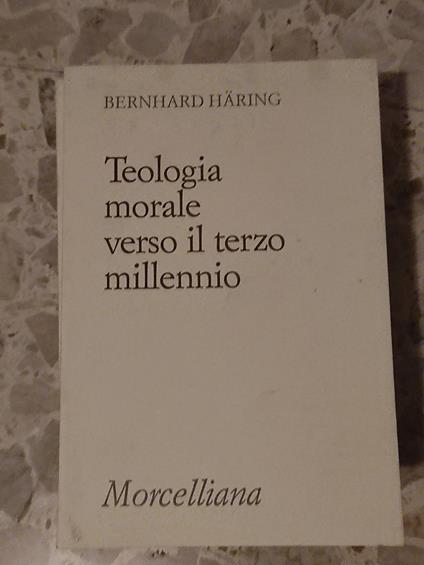 BERNHARD HÄRING
Teologia
morale
verso il terzo
millennio
Morcelliana